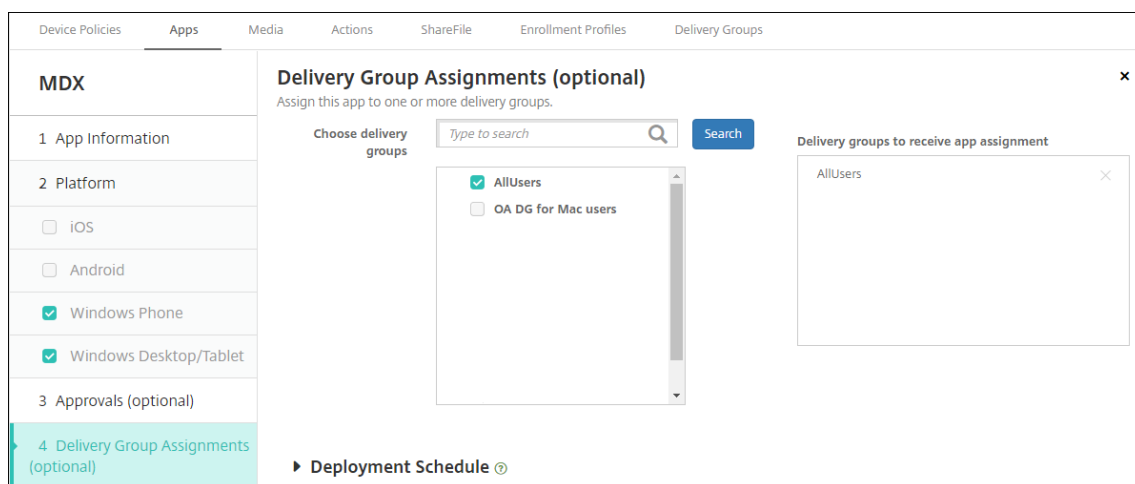 Device Policies Apps Media Actions ShareFile Enrollment Profiles Delivery Groups
MDX
1 App Information
2 Platform
iOS
Android
Windows Phone
Windows Desktop/Tablet
3 Approvals (optional)
4 Delivery Group Assignments
(optional)
Delivery Group Assignments (optional)
Assign this app to one or more delivery groups.
Choose delivery
groups
Type to search
Search
AllUsers
OA DG for Mac users
Delivery groups to receive app assignment
AllUsers
Deployment Schedule